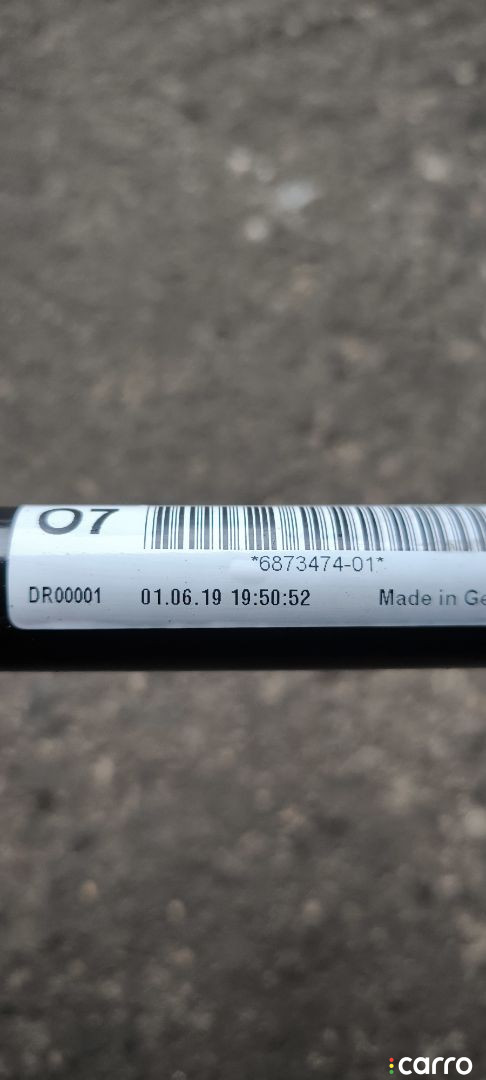 07
*6873474-01*
DR00001 01.06.19 19:50:52 Made in Ge
carro